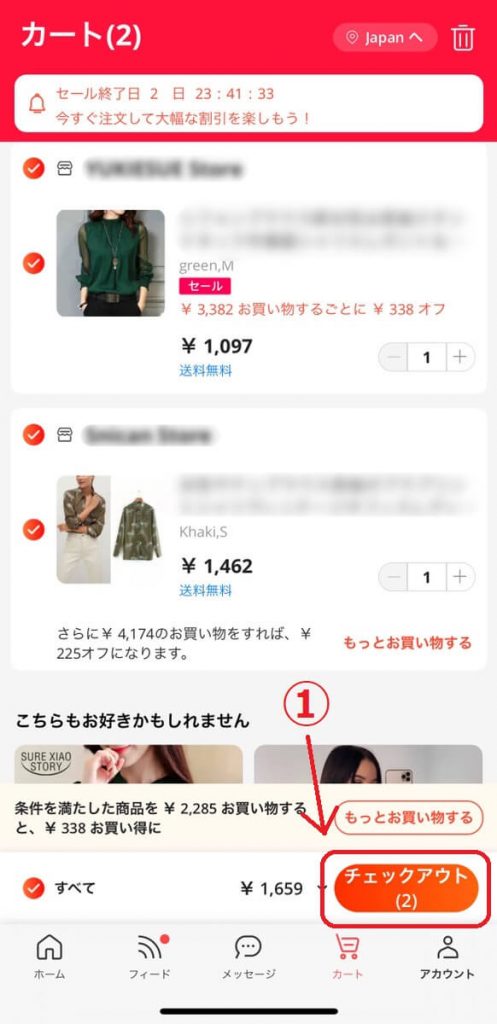 カート(2)
Japan
セール終了日 2 日 23:41:33
今すぐ注文して大幅な割引を楽しもう!
Store
green,M
セール
¥ 3,382 お買い物するごとに ¥ 338 オフ
¥ 1,097
送料無料
1
Store
Khaki,S
¥ 1,462
送料無料
1
さらに¥ 4,174のお買い物をすれば、¥
225オフになります。
もっとお買い物する
こちらもお好きかもしれません
①
SURE XIAO
STORY
条件を満たした商品を ¥ 2,285 お買い物する
と、¥ 338 お買い得に
もっとお買い物する
すべて
¥ 1,659
チェックアウト
(2)
ホーム
フィード
メッセージ
カート
アカウント